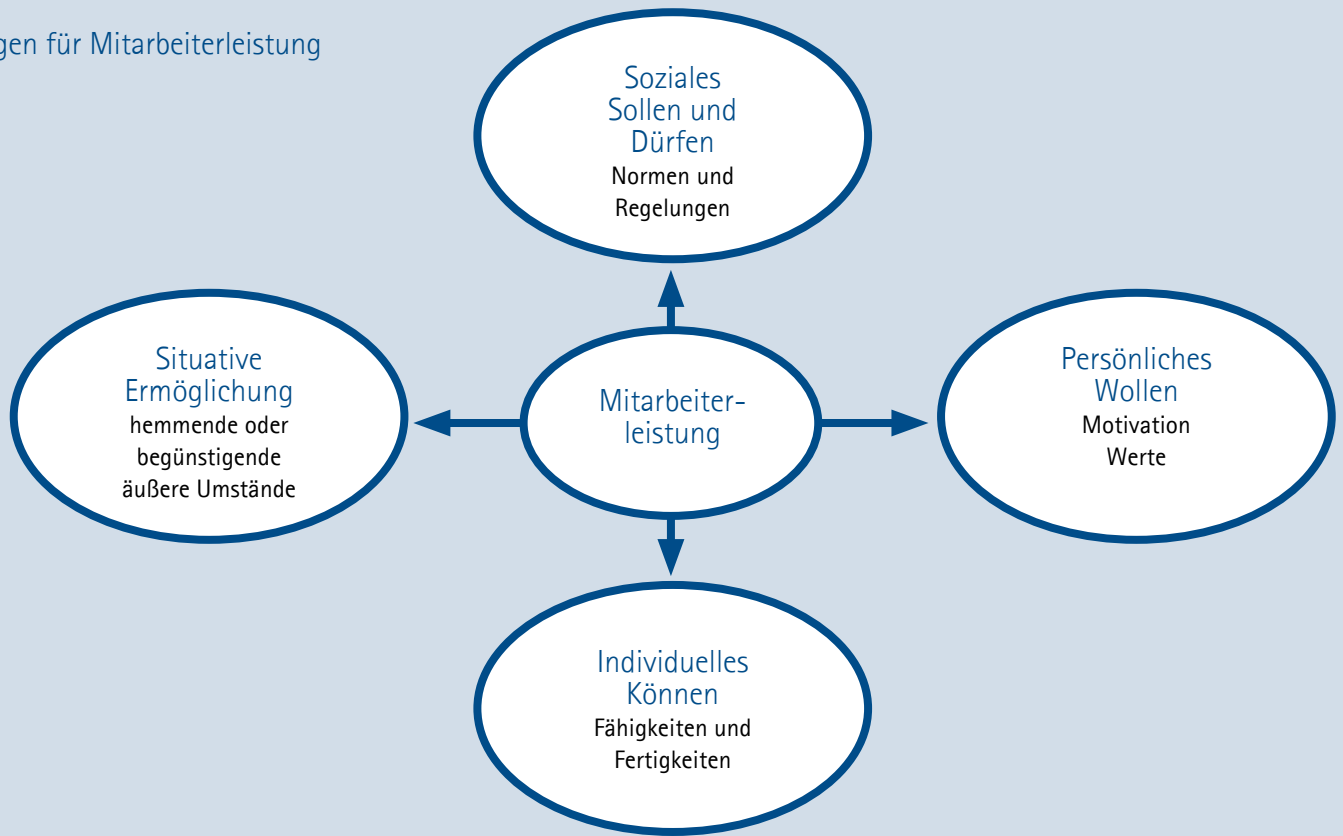 gen für Mitarbeiterleistung
Soziales
Sollen und
Dürfen
Normen und
Regelungen
Situative
Ermöglichung
hemmende oder
begünstigende
äußere Umstände
Mitarbeiter-
leistung
Persönliches
Wollen
Motivation
Werte
Individuelles
Können
Fähigkeiten und
Fertigkeiten